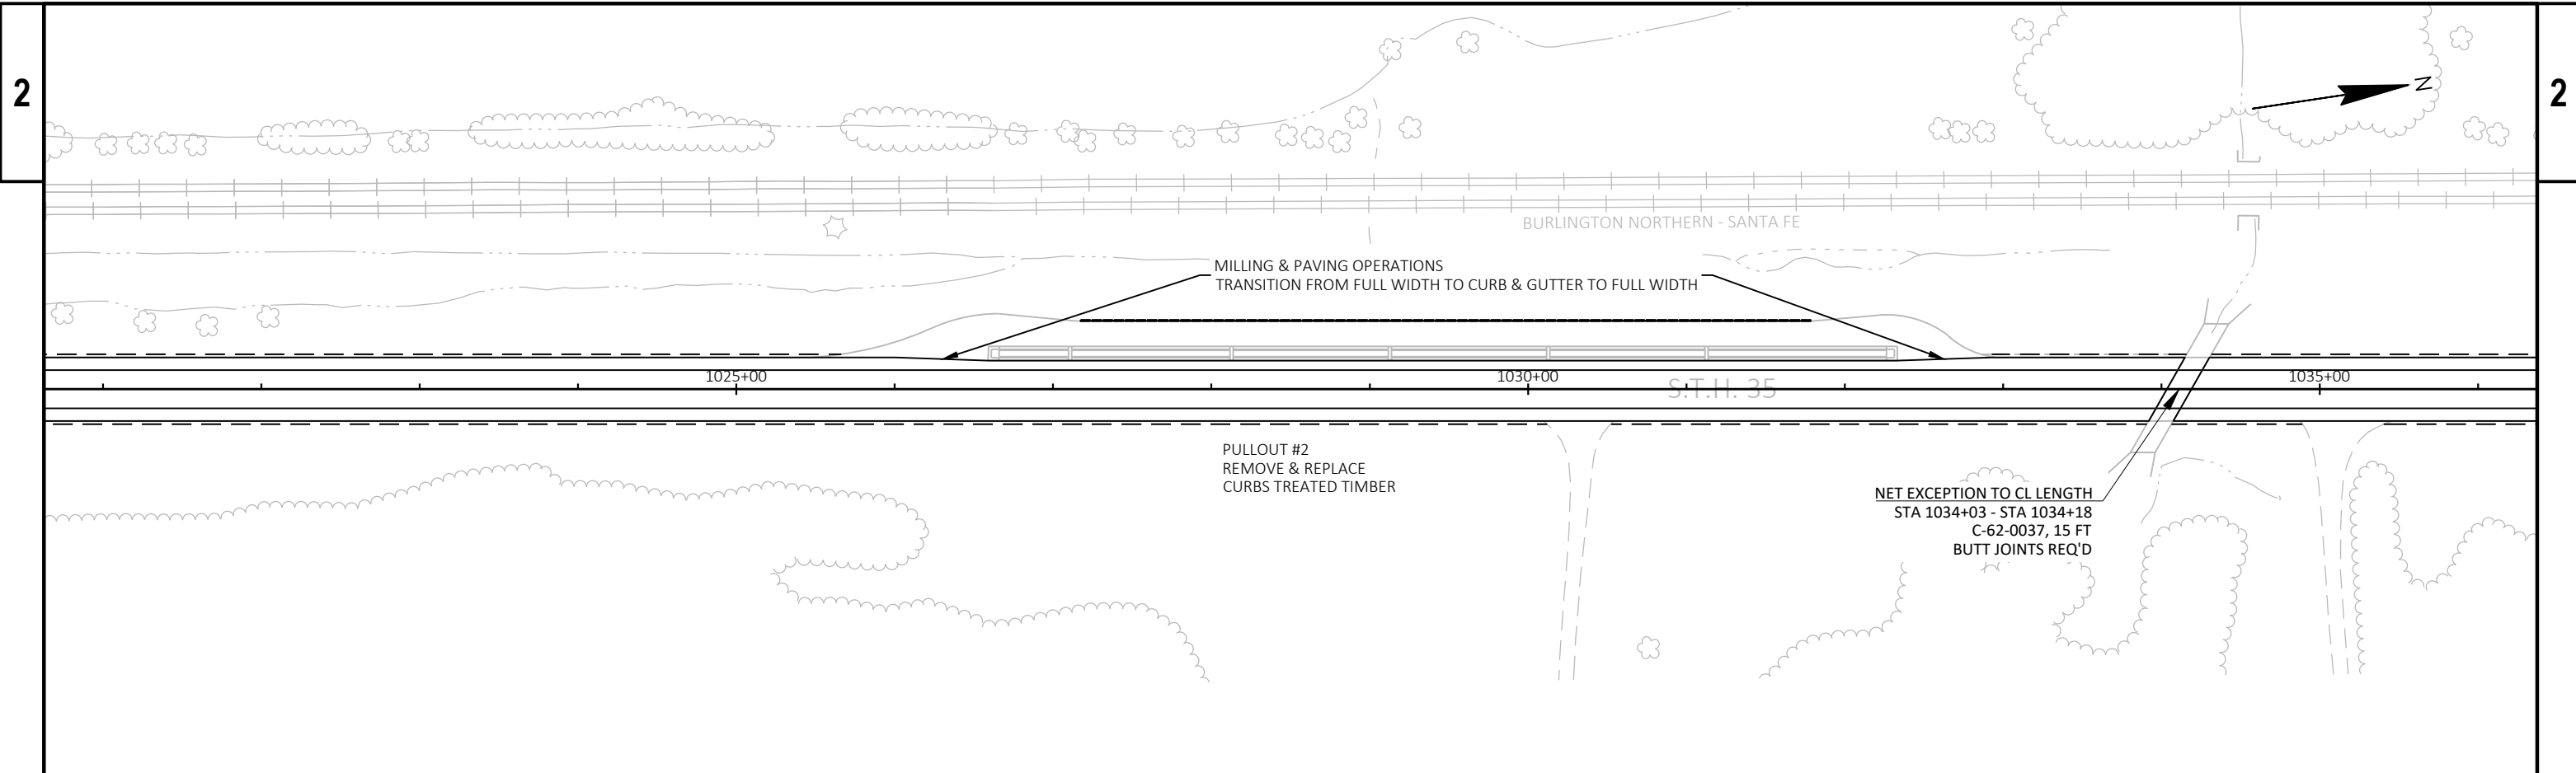 2
2
N
BURLINGTON NORTHERN - SANTA FE
MILLING & PAVING OPERATIONS
TRANSITION FROM FULL WIDTH TO CURB & GUTTER TO FULL WIDTH
1025+00
1030+00
1035+00
S.T.H. 35
PULLOUT #2
REMOVE & REPLACE
CURBS TREATED TIMBER
NET EXCEPTION TO CL LENGTH
STA 1034+03 - STA 1034+18
C-62-0037, 15 FT
BUTT JOINTS REQ'D